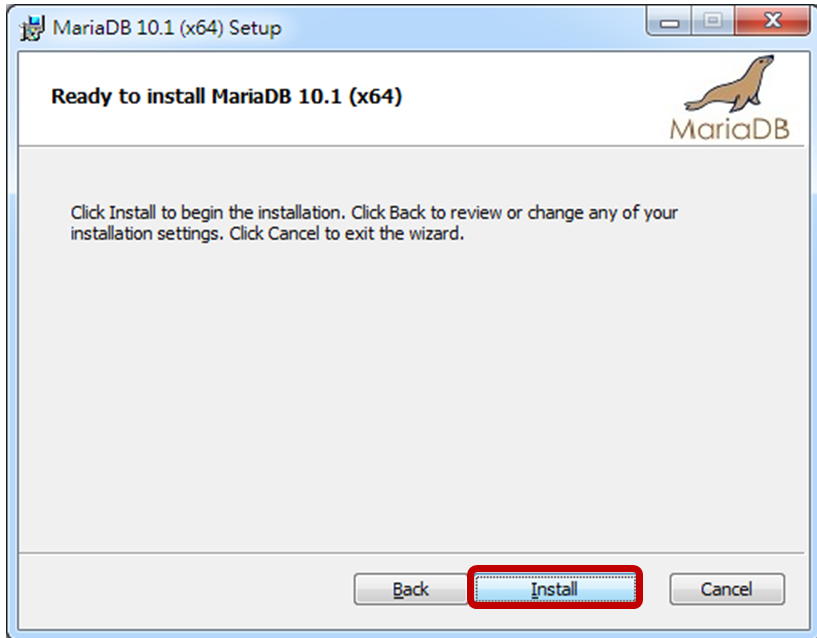 MariaDB 10.1 (x64) Setup
Ready to install MariaDB 10.1 (x64)
MariaDB
Click Install to begin the installation. Click Back to review or change any of your
installation settings. Click Cancel to exit the wizard.
Back
Install
Cancel